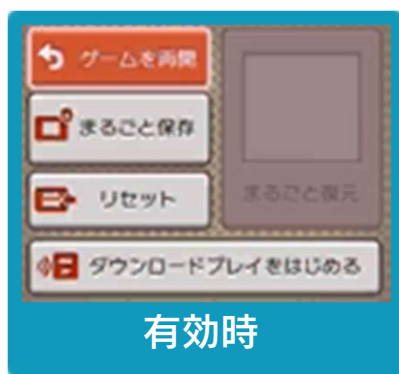 ゲームを再開
まるごと保存
リセット
まるごと復元
ダウンロードプレイをはじめる
有効時